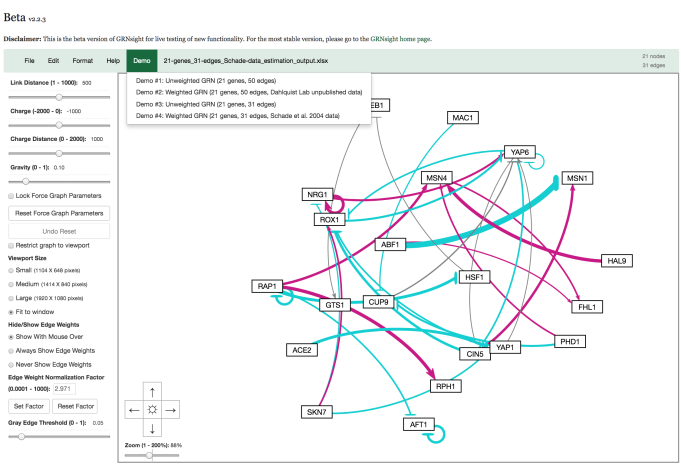 Beta v2.2.3
Disclaimer: This is the beta version of GRNsight for live testing of new functionality. For the most stable version, please go to the GRNsight home page.
File Edit Format Help Demo 21-genes_31-edges_Schade-data_estimation_output.xlsx
21 nodes
31 edges
Demo #1: Unweighted GRN (21 genes, 50 edges)
Demo #2: Weighted GRN (21 genes, 50 edges, Dahlquist Lab unpublished data)
Demo #3: Unweighted GRN (21 genes, 31 edges)
Demo #4: Weighted GRN (21 genes, 31 edges, Schade et al. 2004 data)
Link Distance (1 - 1000): 500
Charge (-2000 - 0): -1000
Charge Distance (0 - 2000): 1000
Gravity (0 - 1): 0.10
Lock Force Graph Parameters
Reset Force Graph Parameters
Undo Reset
Restrict graph to viewport
Viewport Size
Small (1104 X 648 pixels)
Medium (1414 X 840 pixels)
Large (1920 X 1080 pixels)
Fit to window
Hide/Show Edge Weights
Show With Mouse Over
Always Show Edge Weights
Never Show Edge Weights
Edge Weight Normalization Factor
(0.0001 - 1000): 2.971
Set Factor Reset Factor
Gray Edge Threshold (0 - 1): 0.05
EB1
MAC1
YAP6
MSN4
MSN1
NRG1
ROX1
ABF1
HAL9
HSF1
RAP1
GTS1
CUP9
FHL1
ACE2
CIN5
YAP1
PHD1
RPH1
SKN7
AFT1
Zoom (1 - 200%): 86%